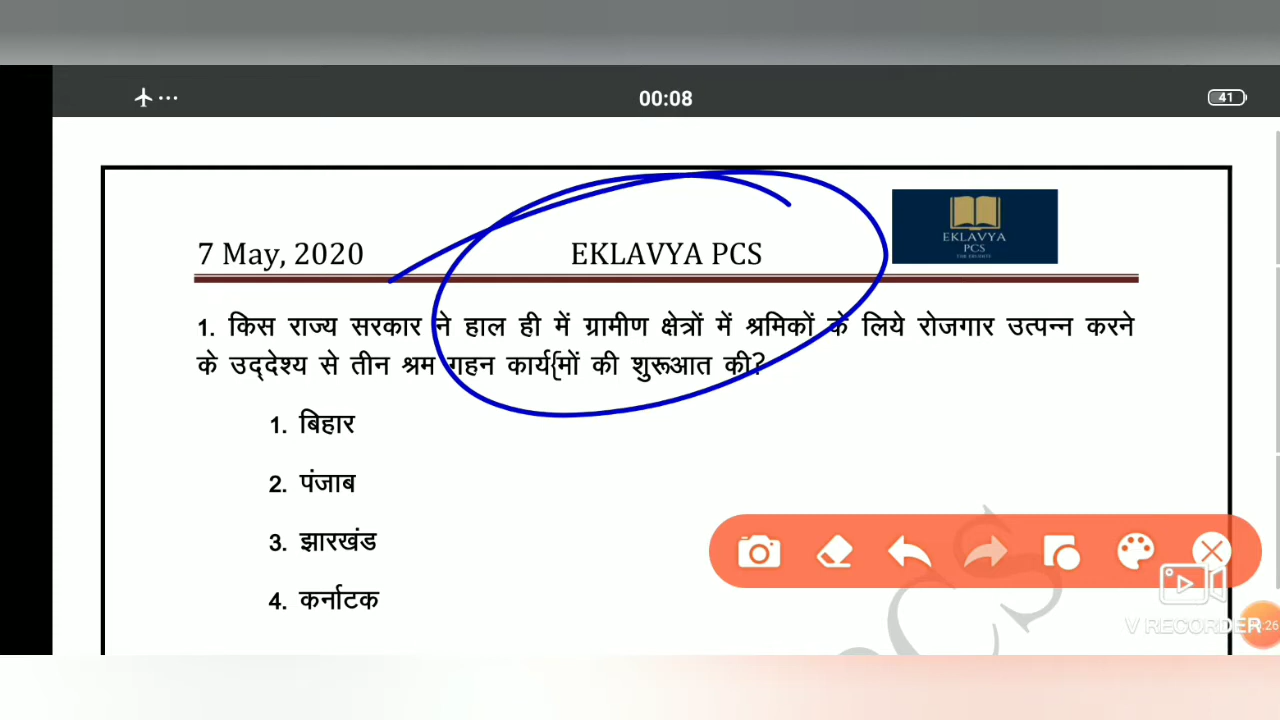 00:08
41
7 May, 2020
EKLAVYA PCS
EKLAVYA
PCS
1. किस राज्य सरकार ने हाल ही में ग्रामीण क्षेत्रों में श्रमिकों के लिये रोजगार उत्पन्न करने
के उद्देश्य से तीन श्रम गहन कार्य{मों की शुरूआत की?
1. बिहार
2. पंजाब
3. झारखंड
4. कर्नाटक
CS
V RECORDER